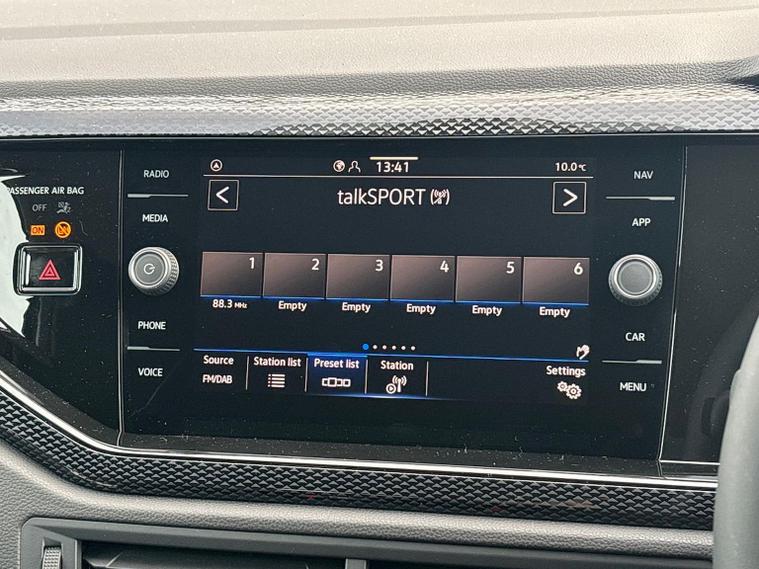 PASSENGER AIR BAG
OFF
ON
RADIO
MEDIA
PHONE
VOICE
13:41
10.0°C
talkSPORT
1 2 3 4 5 6
88.3 MHz Empty Empty Empty Empty Empty
Source Station list Preset list Station Settings
FM/DAB
NAV
APP
CAR
MENU